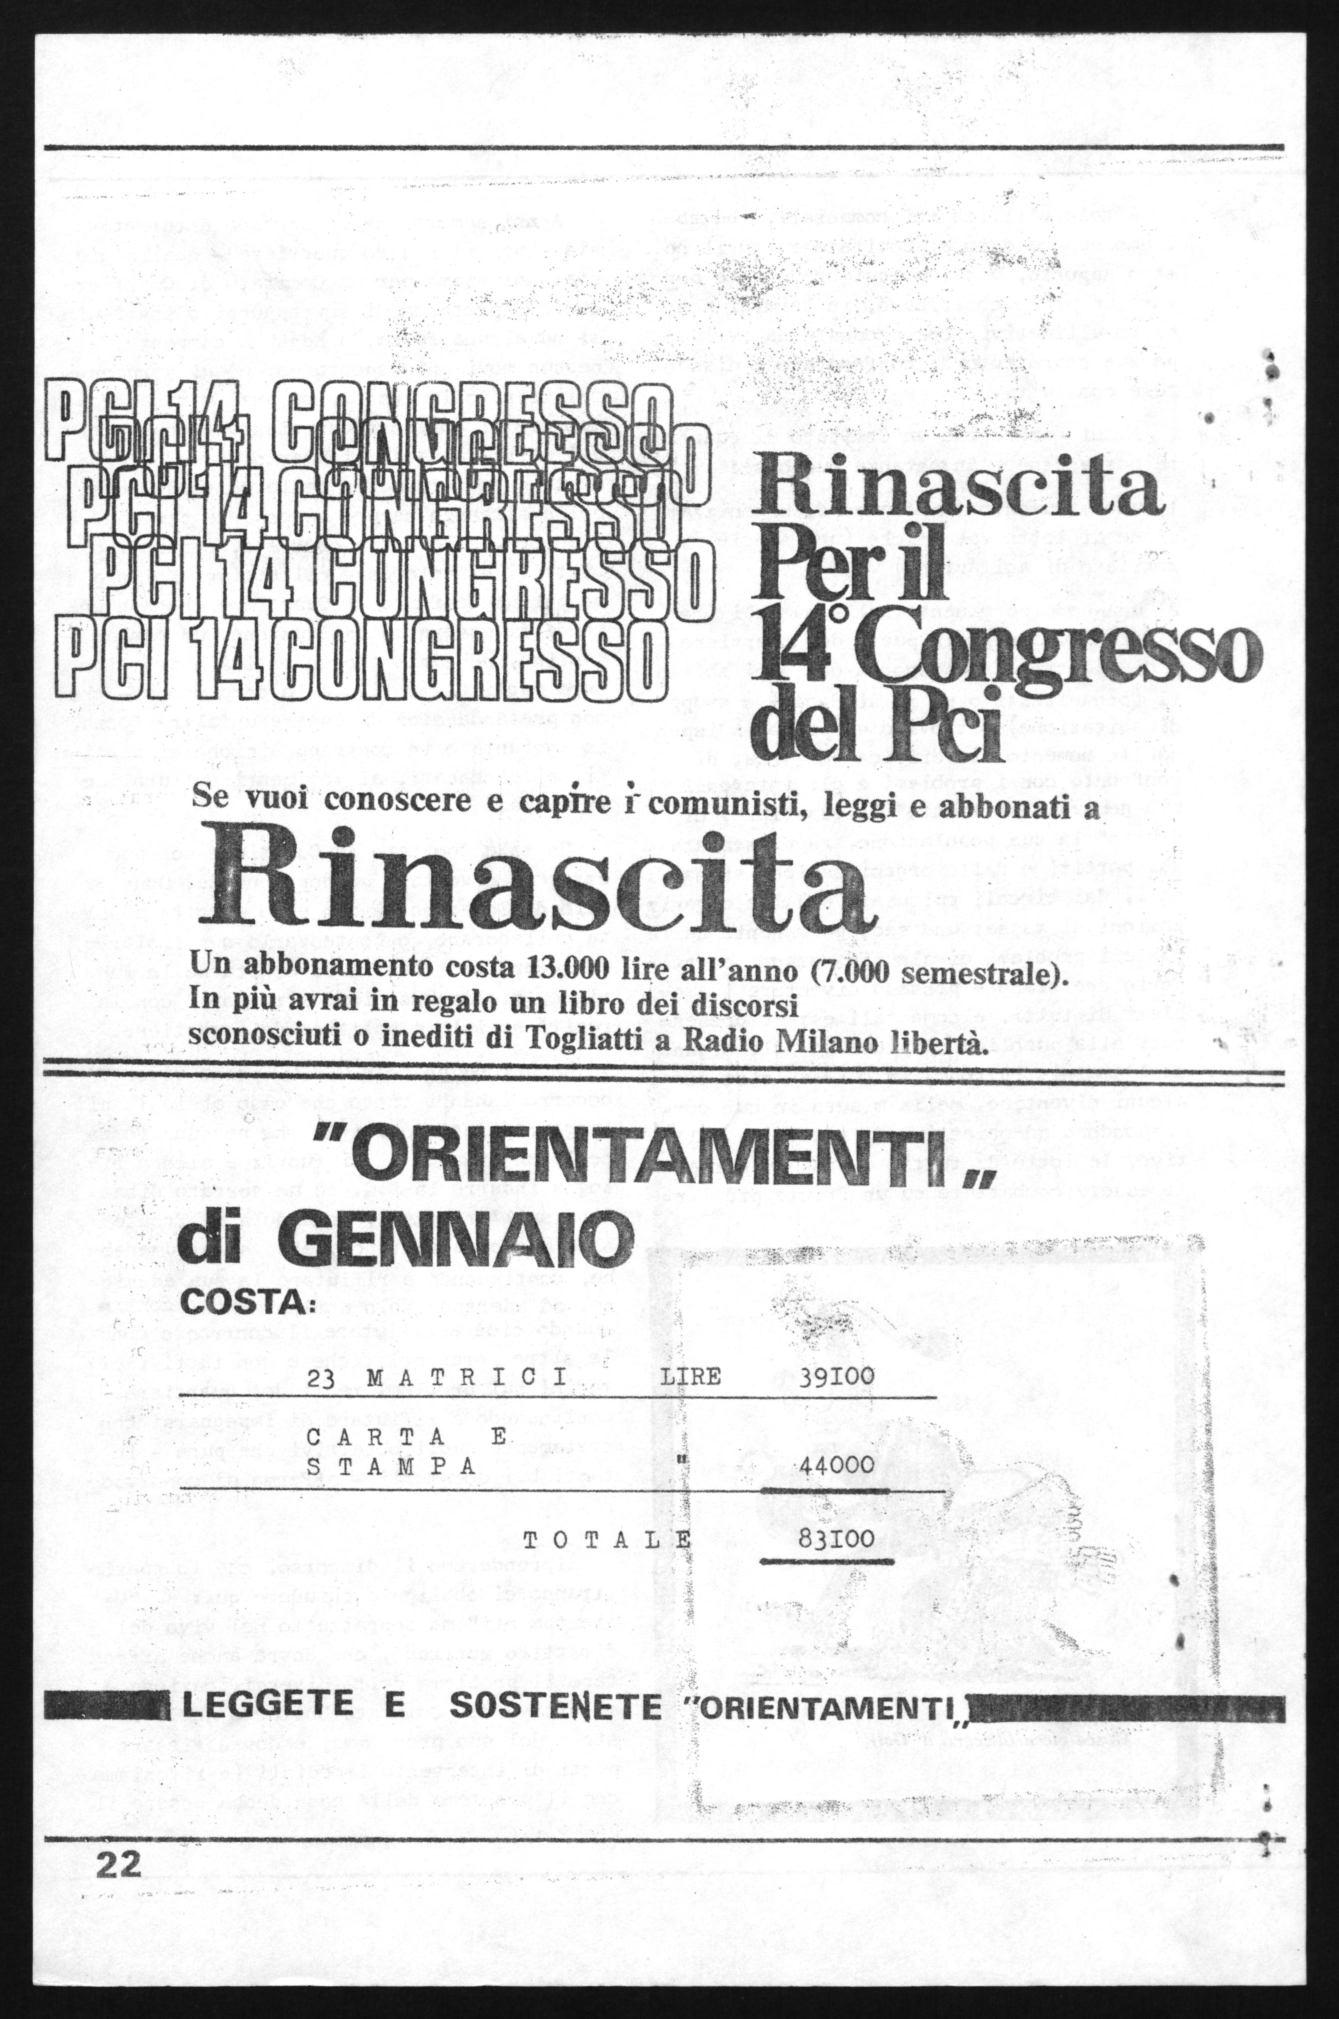 PCI 14 CONGRESSO
PCI 14 CONGRESSO
PCI 14 CONGRESSO
PCI 14 CONGRESSO
PCI 14 CONGRESSO
Rinascita
Per il
14° Congresso
del Pci
Se vuoi conoscere e capire i comunisti, leggi e abbonati a
Rinascita
Un abbonamento costa 13.000 lire all'anno (7.000 semestrale).
In più avrai in regalo un libro dei discorsi
sconosciuti o inediti di Togliatti a Radio Milano libertà.
"ORIENTAMENTI„
di GENNAIO
COSTA:
23 MATRICI LIRE 39I00
CARTA E
STAMPA " 44000
TOTALE 83I00
LEGGETE E SOSTENETE "ORIENTAMENTI„
22